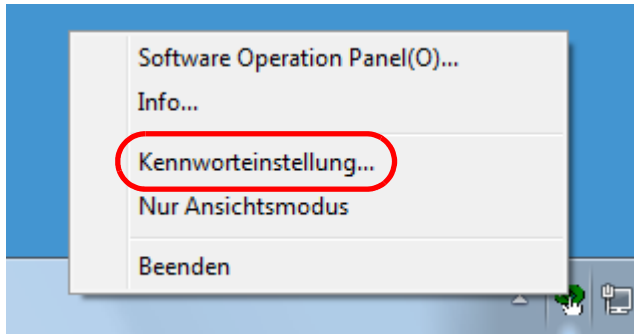 Software Operation Panel(O)...
Info...
Kennworteinstellung...
Nur Ansichtsmodus
Beenden